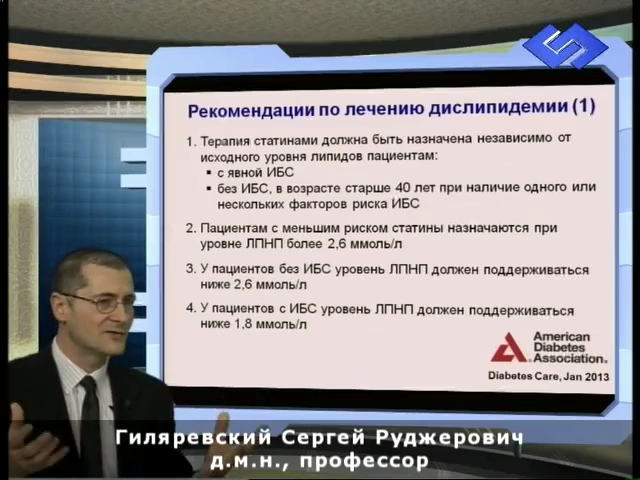 Рекомендации по лечению дислипидемии (1)
1. Терапия статинами должна быть назначена независимо от
исходного уровня липидов пациентам:
▪ с явной ИБС
▪ без ИБС, в возрасте старше 40 лет при наличие одного или
нескольких факторов риска ИБС
2. Пациентам с меньшим риском статины назначаются при
уровне ЛПНП более 2,6 ммоль/л
3. У пациентов без ИБС уровень ЛПНП должен поддерживаться
ниже 2,6 ммоль/л
4. У пациентов с ИБС уровень ЛПНП должен поддерживаться
ниже 1,8 ммоль/л
American
Diabetes
Association.
Diabetes Care, Jan 2013
Гиляревский Сергей Руджерович
д.м.н., профессор